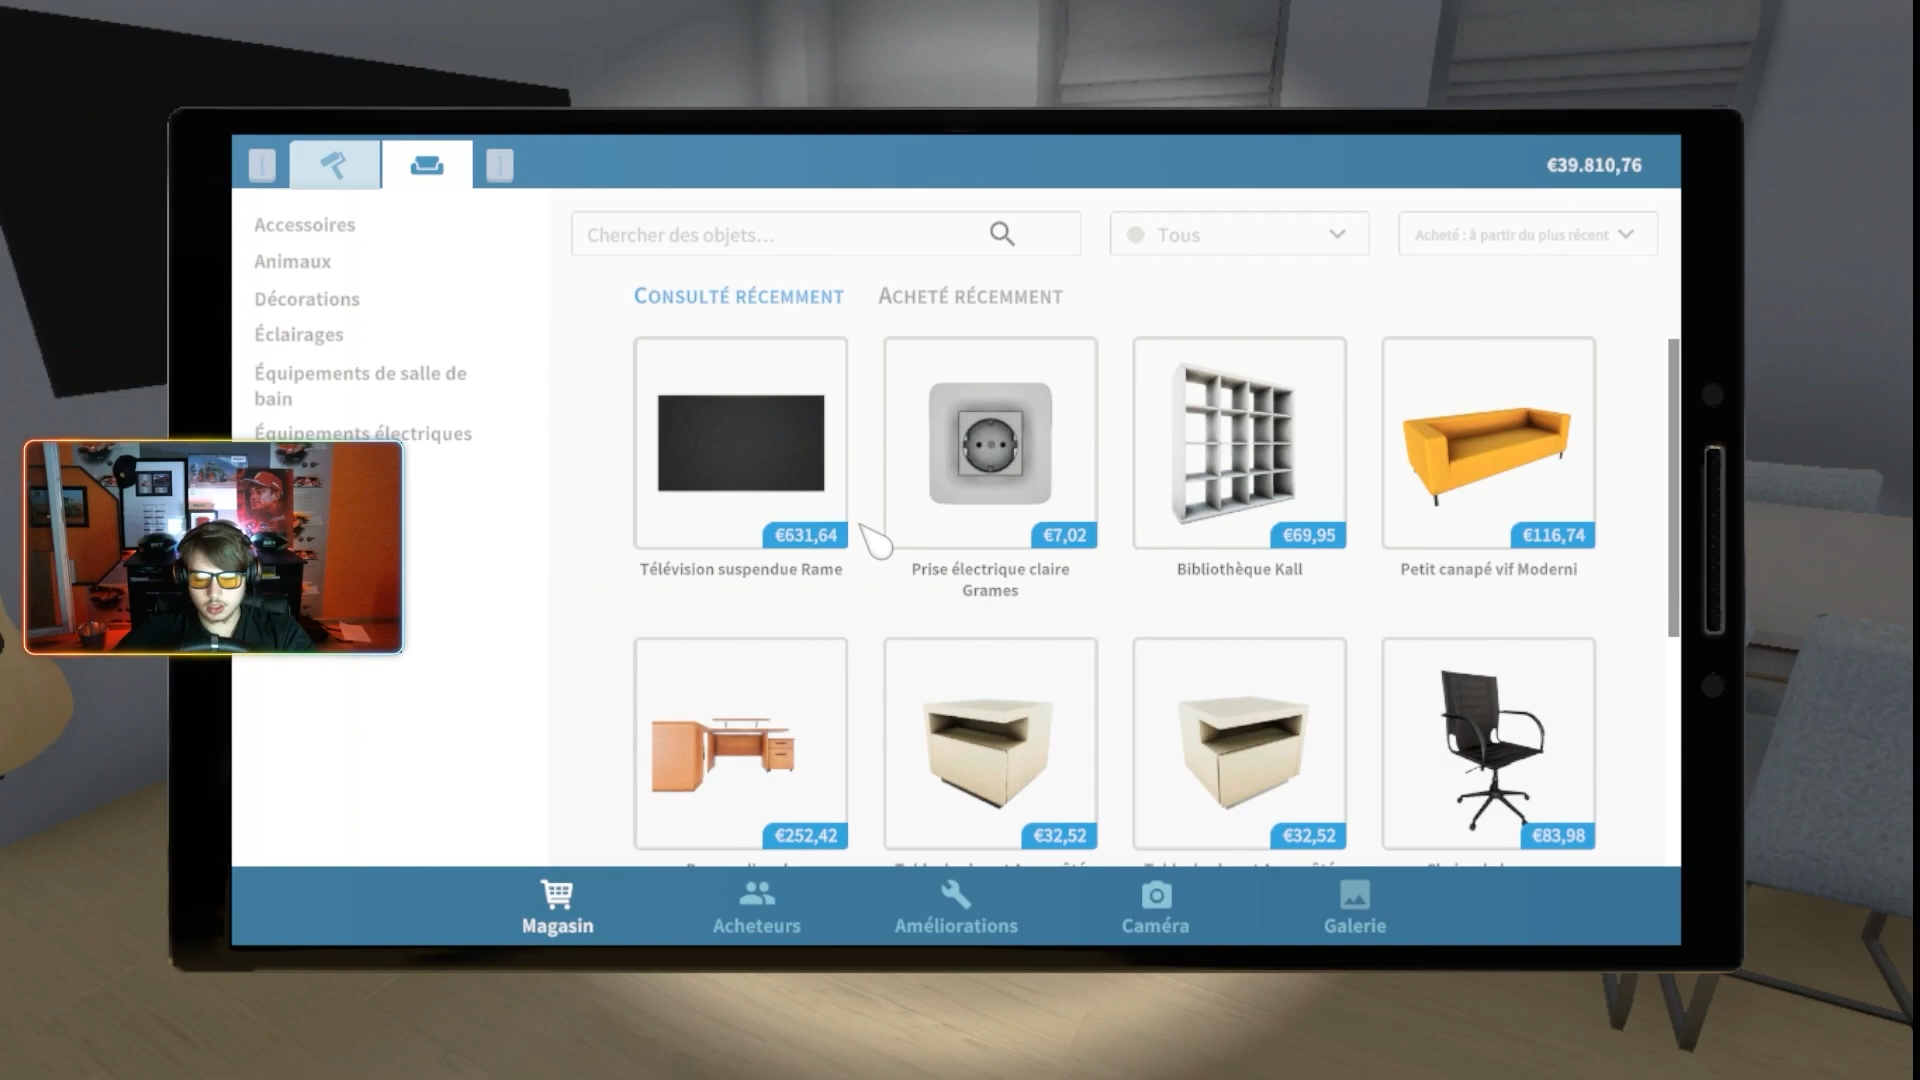 €39.810,76
Accessoires
Animaux
Décorations
Éclairages
Équipements de salle de
bain
Équipements électriques
Chercher des objets...
Tous
Acheté : à partir du plus récent
CONSULTÉ RÉCEMMENT
ACHETÉ RÉCEMMENT
€631,64
€7,02
€69,95
€116,74
Télévision suspendue Rame
Prise électrique claire
Grames
Bibliothèque Kall
Petit canapé vif Moderni
€252,42
€32,52
€32,52
€83,98
Magasin
Acheteurs
Améliorations
Caméra
Galerie